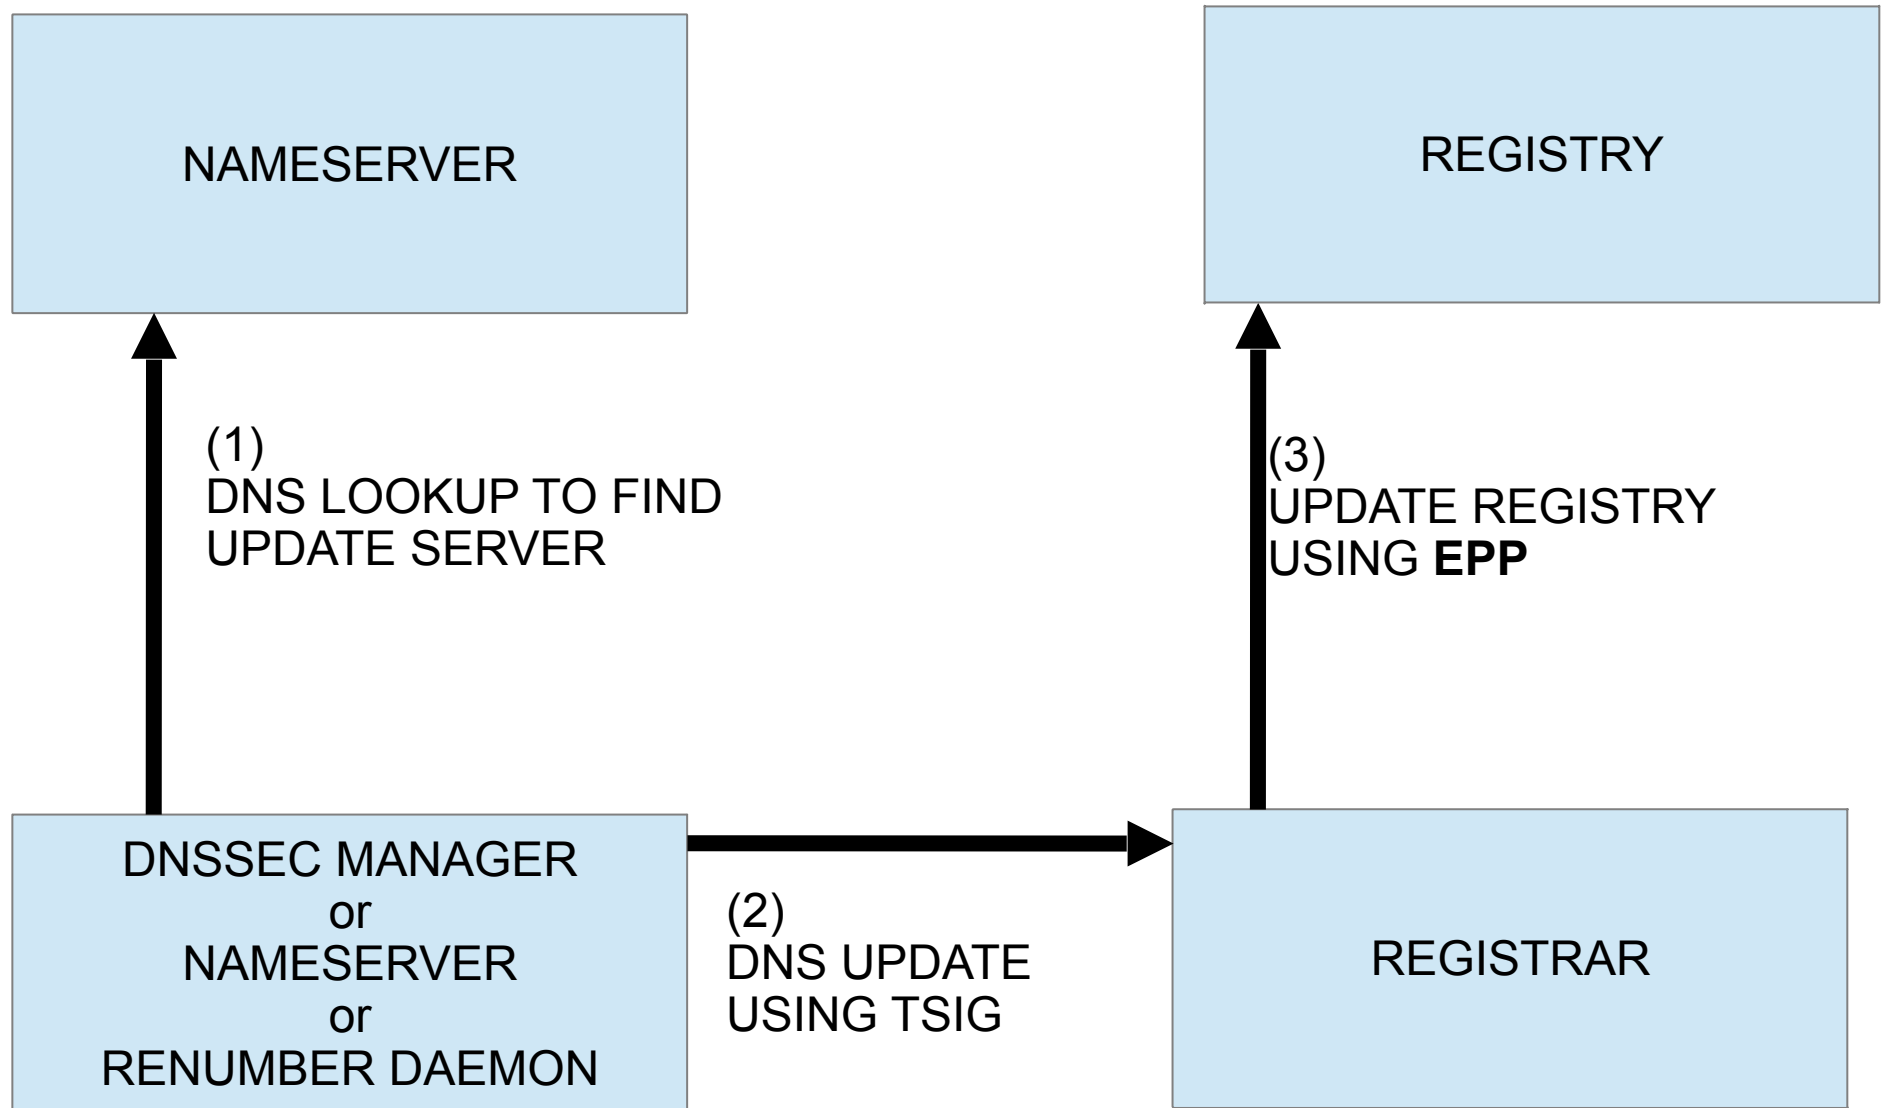 NAMESERVER
REGISTRY
(1)
DNS LOOKUP TO FIND
UPDATE SERVER
(3)
UPDATE REGISTRY
USING EPP
DNSSEC MANAGER
or
NAMESERVER
or
RENUMBER DAEMON
(2)
DNS UPDATE
USING TSIG
REGISTRAR